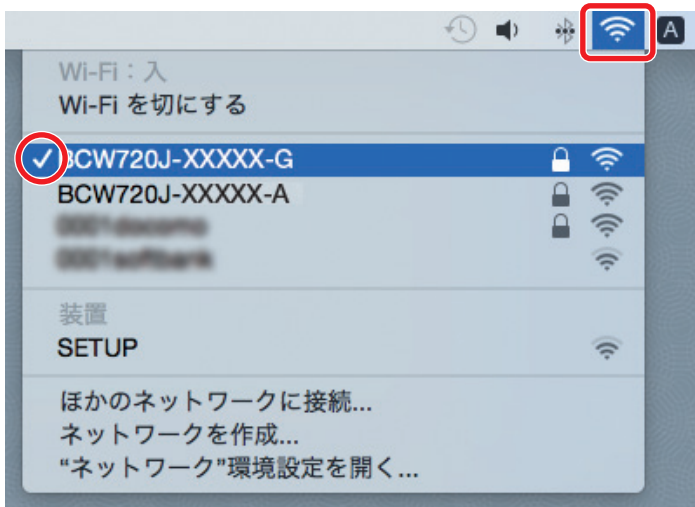 A
Wi-Fi：入
Wi-Fi を切にする
BCW720J-XXXXX-G
BCW720J-XXXXX-A
装置
SETUP
ほかのネットワークに接続...
ネットワークを作成...
“ネットワーク”環境設定を開く...